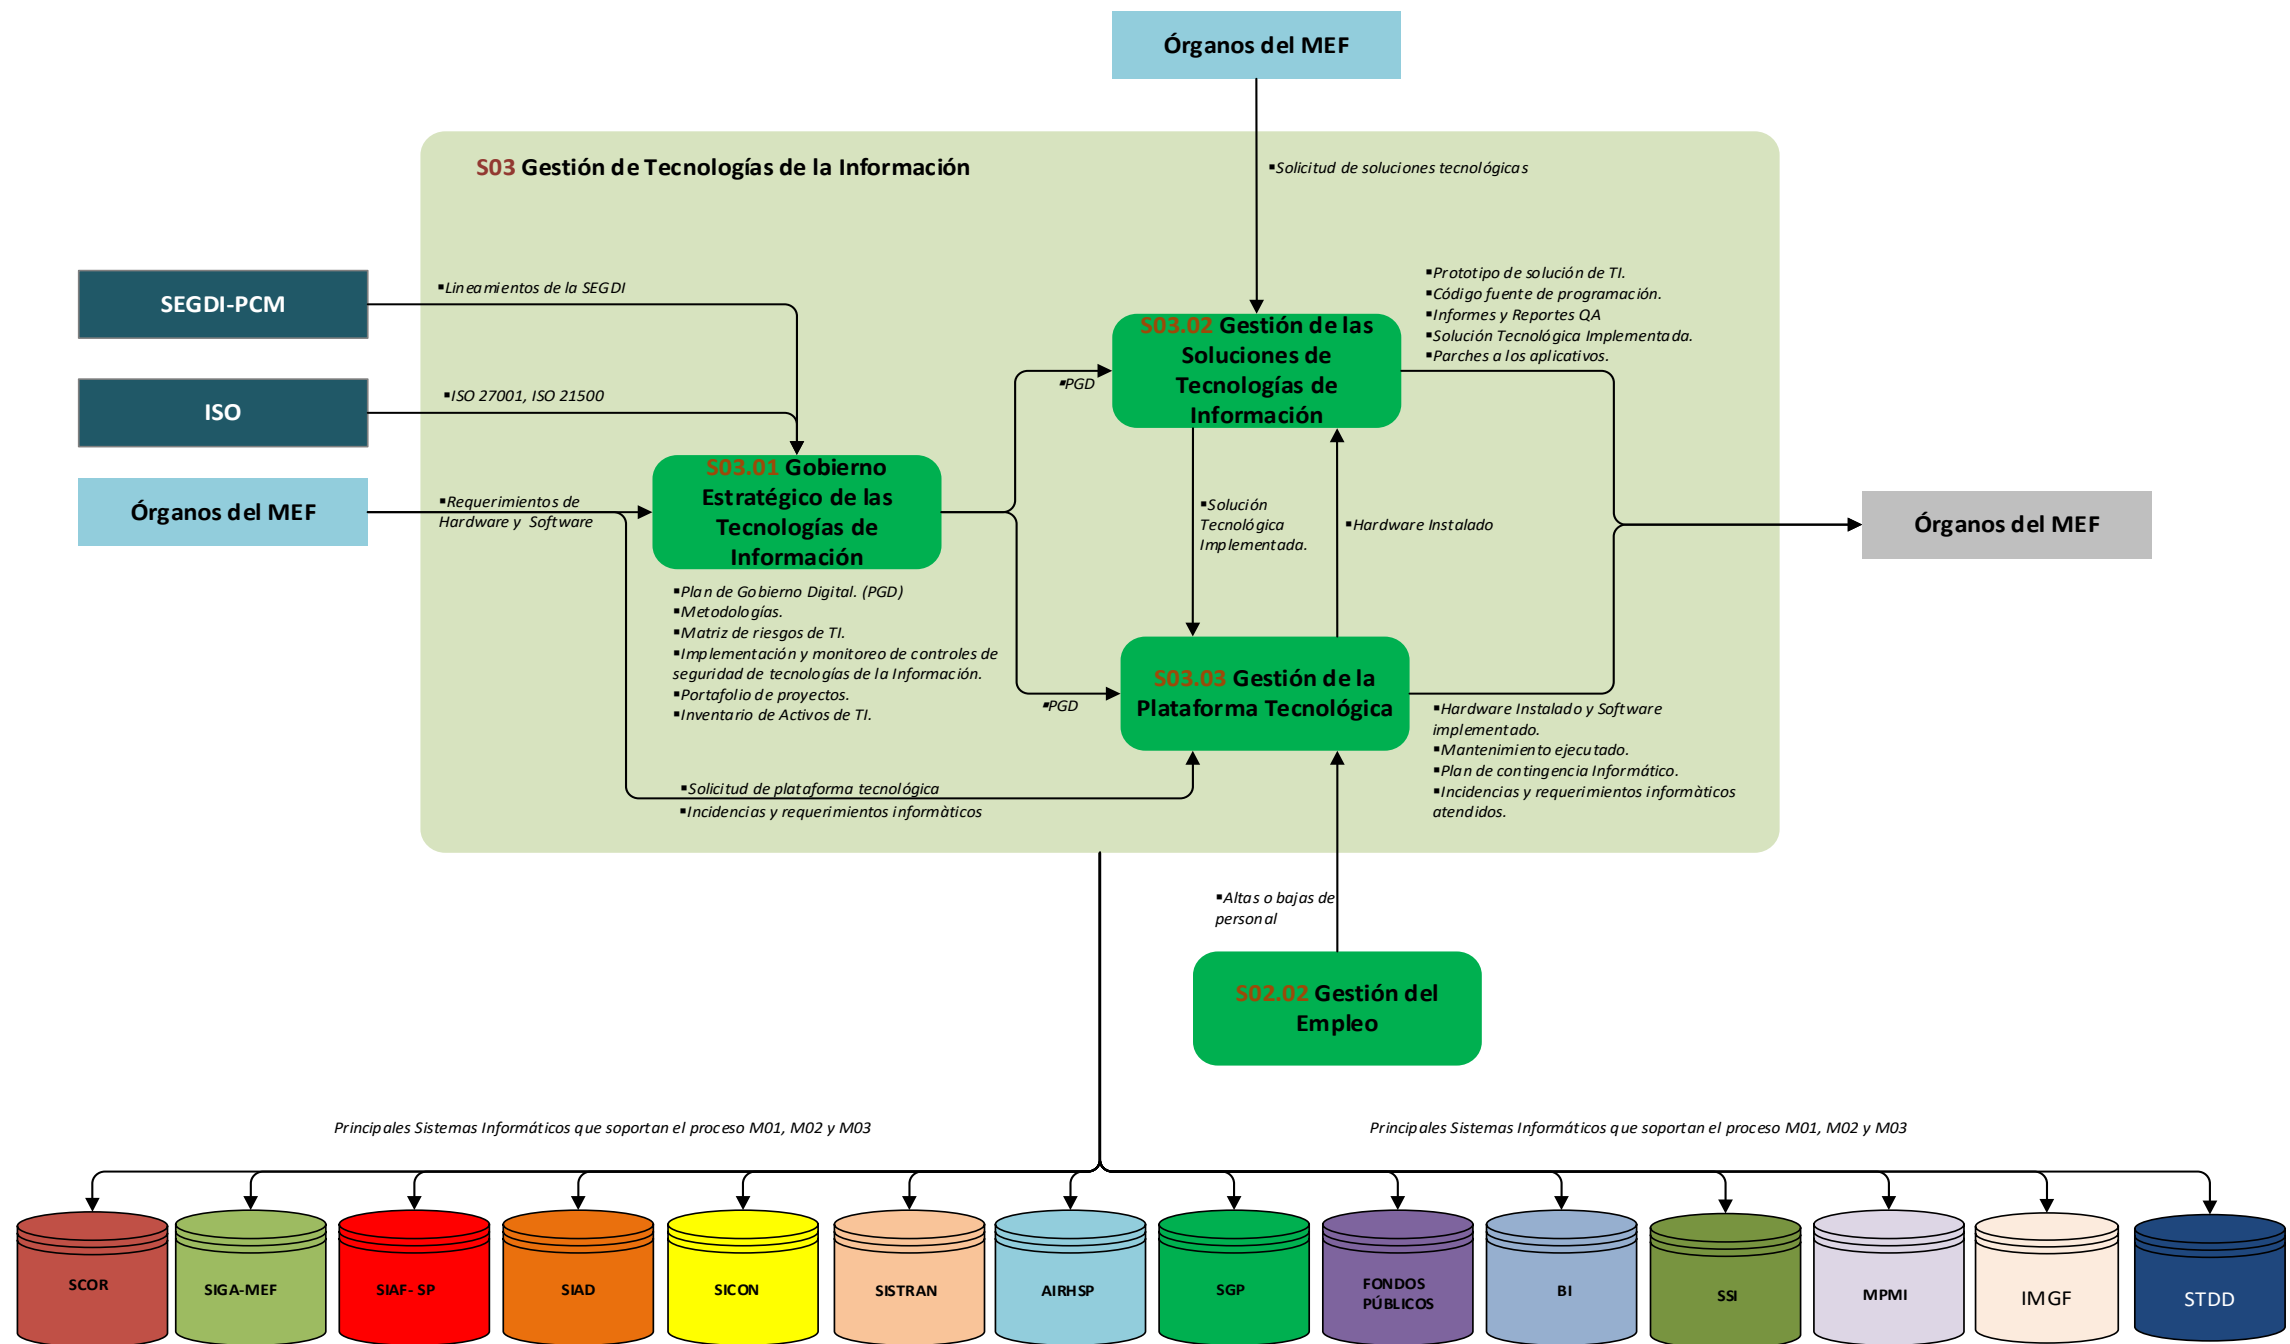 Órganos del MEF
S03 Gestión de Tecnologías de la Información
▪Solicitud de soluciones tecnológicas
SEGDI-PCM
▪Lineamientos de la SEGDI
ISO
▪ISO 27001, ISO 21500
Órganos del MEF
▪Requerimientos de
Hardware y Software
S03.01 Gobierno
Estratégico de las
Tecnologías de
Información
▪Plan de Gobierno Digital. (PGD)
▪Metodologías.
▪Matriz de riesgos de TI.
▪Implementación y monitoreo de controles de
seguridad de tecnologías de la Información.
▪Portafolio de proyectos.
▪Inventario de Activos de TI.
▪PGD
▪PGD
S03.02 Gestión de las
Soluciones de
Tecnologías de
Información
▪Prototipo de solución de TI.
▪Código fuente de programación.
▪Informes y Reportes QA
▪Solución Tecnológica Implementada.
▪Parches a los aplicativos.
▪Solución
Tecnológica
Implementada.
▪Hardware Instalado
Órganos del MEF
S03.03 Gestión de la
Plataforma Tecnológica
▪Hardware Instalado y Software
implementado.
▪Mantenimiento ejecutado.
▪Plan de contingencia Informático.
▪Incidencias y requerimientos informàticos
atendidos.
▪Solicitud de plataforma tecnológica
▪Incidencias y requerimientos informàticos
▪Altas o bajas de
personal
S02.02 Gestión del
Empleo
Principales Sistemas Informáticos que soportan el proceso M01, M02 y M03
Principales Sistemas Informáticos que soportan el proceso M01, M02 y M03
SCOR
SIGA-MEF
SIAF- SP
SIAD
SICON
SISTRAN
AIRHSP
SGP
FONDOS
PÚBLICOS
BI
SSI
MPMI
IMGF
STDD